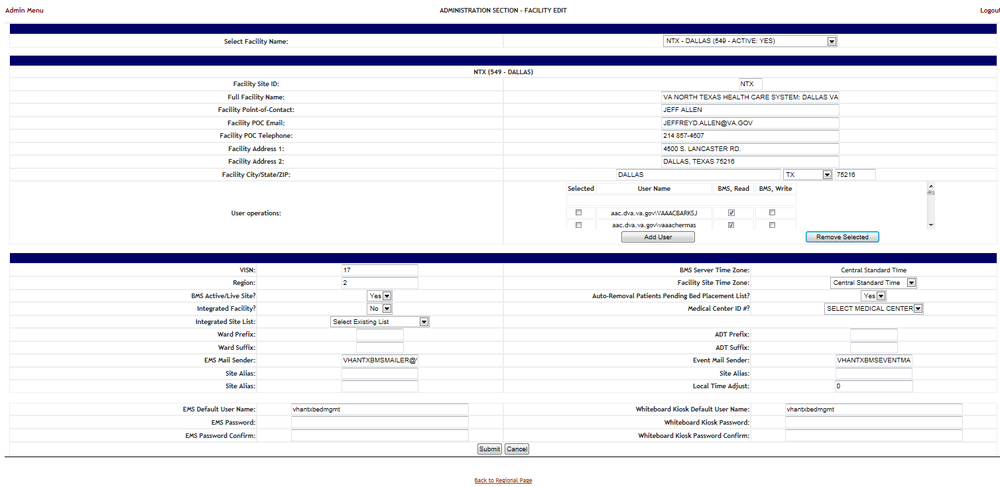 Admin Menu ADMINISTRATION SECTION - FACILITY EDIT Logout
Select Facility Name: NTX - DALLAS (549 - ACTIVE: YES)
NTX (549 - DALLAS)
Facility Site ID: NTX
Full Facility Name: VA NORTH TEXAS HEALTH CARE SYSTEM: DALLAS VA
Facility Point-of-Contact: JEFF ALLEN
Facility POC Email: JEFFREYD.ALLEN@VA.GOV
Facility POC Telephone: 214 857-4607
Facility Address 1: 4500 S. LANCASTER RD.
Facility Address 2: DALLAS, TEXAS 75216
Facility City/State/ZIP: DALLAS TX 75216
Selected User Name BMS, Read BMS, Write
User operations: aac.dva.va.gov\VAAACBARKSJ
aac.dva.va.gov\vaaachermas
Add User Remove Selected
VISN: 17 BMS Server Time Zone: Central Standard Time
Region: 2 Facility Site Time Zone: Central Standard Time
BMS Active/Live Site? Yes Auto-Removal Patients Pending Bed Placement List? Yes
Integrated Facility? No Medical Center ID #? SELECT MEDICAL CENTER
Integrated Site List: Select Existing List
Ward Prefix: ADT Prefix:
Ward Suffix: ADT Suffix:
EMS Mail Sender: VHANTXBMSMAILER@ Event Mail Sender: VHANTXBMSEVENTMA
Site Alias: Site Alias:
Site Alias: Local Time Adjust: 0
EMS Default User Name: vhantxbedmgmt Whiteboard Kiosk Default User Name: vhantxbedmgmt
EMS Password: Whiteboard Kiosk Password:
EMS Password Confirm: Whiteboard Kiosk Password Confirm:
Submit Cancel
Back to Regional Page